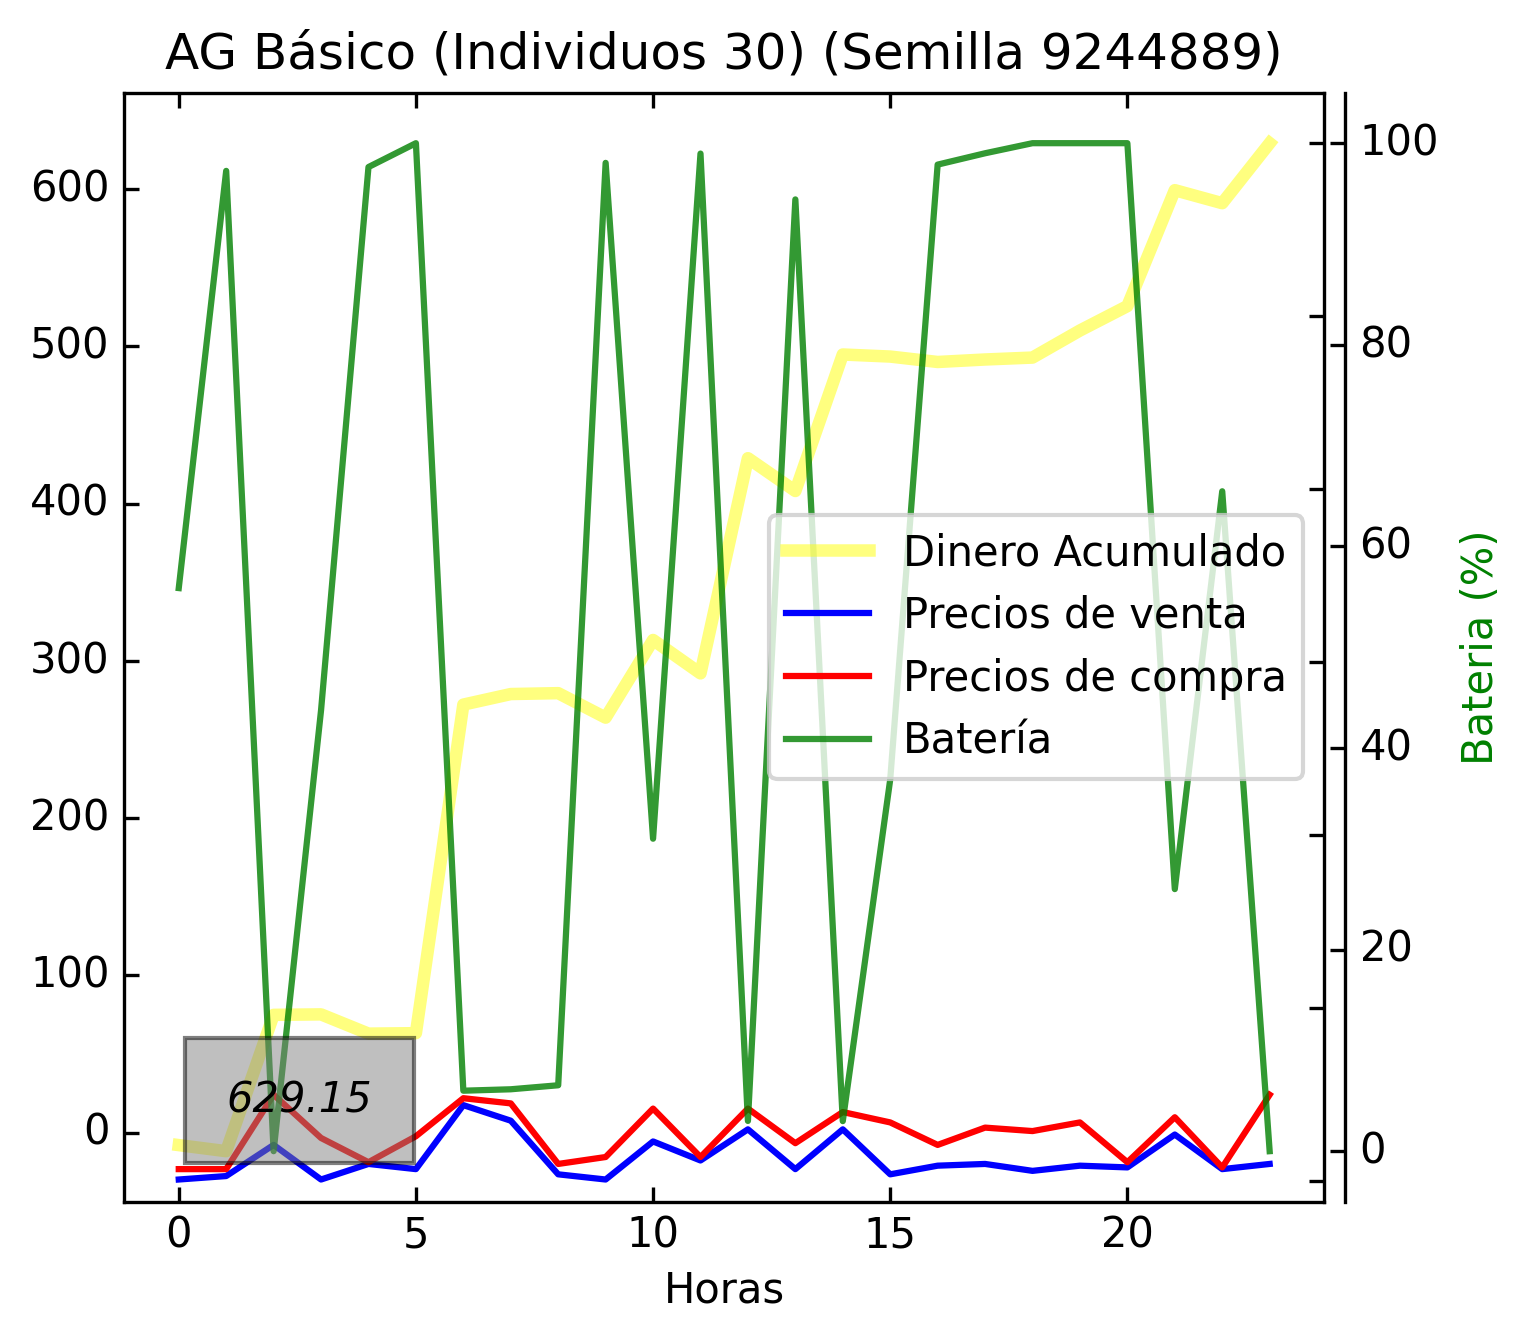 AG Básico (Individuos 30) (Semilla 9244889)
600
500
400
300
200
100
0
100
80
60
40
20
0
Bateria (%)
Dinero Acumulado
Precios de venta
Precios de compra
Batería
629.15
0 5 10 15 20
Horas